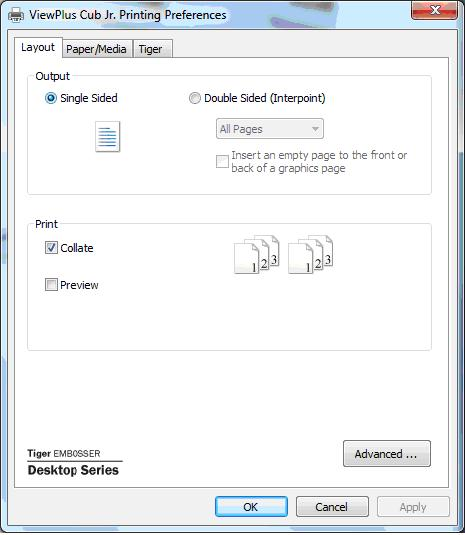 ViewPlus Cub Jr. Printing Preferences
Layout Paper/Media Tiger
Output
Single Sided Double Sided (Interpoint)
All Pages
Insert an empty page to the front or
back of a graphics page
Print
Collate
1 2 3 1 2 3
Preview
Tiger EMBOSSER
Desktop Series
Advanced ...
OK Cancel Apply